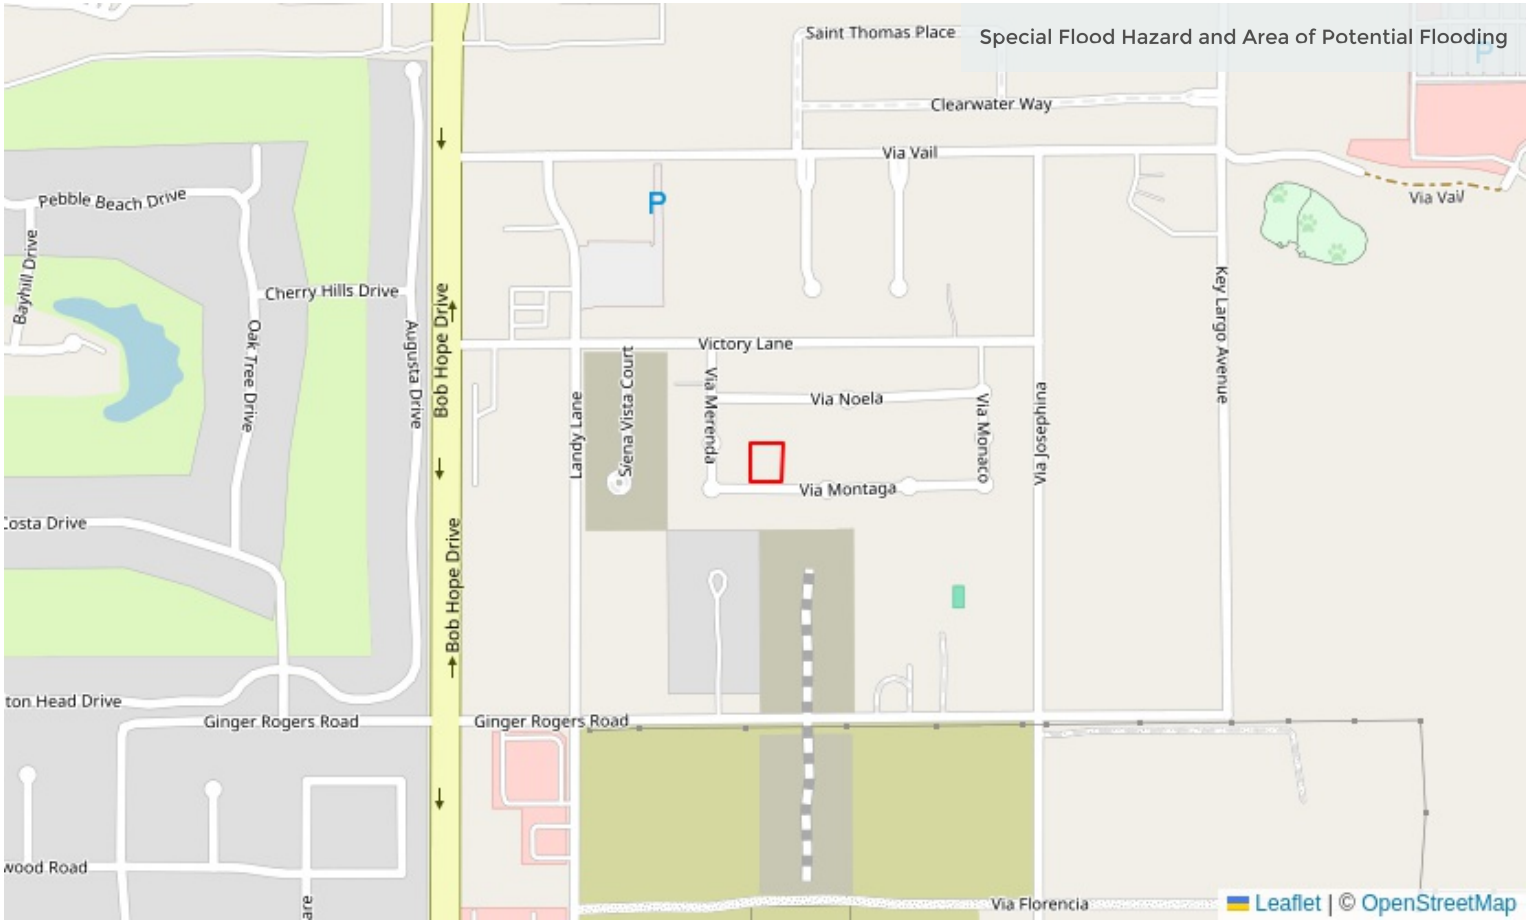 Saint Thomas Place
Special Flood Hazard and Area of Potential Flooding
P
Clearwater Way
Via Vail
Pebble Beach Drive
Via Vail
P
Bayhill Drive
Cherry Hills Drive
Oak Tree Drive
Augusta Drive
Bob Hope Drive
Key Largo Avenue
Victory Lane
Siena Vista Court
Landy Lane
Via Merenda
Via Noela
Via Monaco
Via Josephina
Via Montaga
Costa Drive
Bob Hope Drive
ton Head Drive
Ginger Rogers Road
Ginger Rogers Road
wood Road
are
Via Florencia
Leaflet | © OpenStreetMap